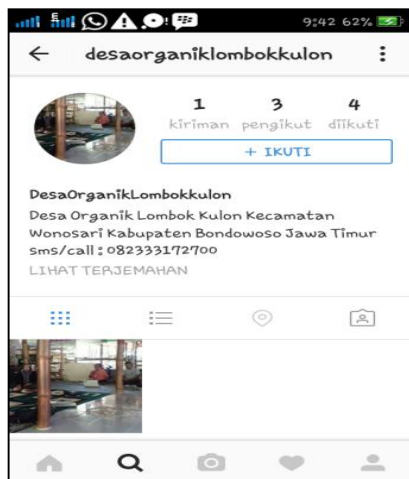 9:42 62%
desaorganiklombokkulon
1 3 4
kiriman pengikut diikuti
+ IKUTI
DesaOrganikLombokkulon
Desa Organik Lombok Kulon Kecamatan
Wonosari Kabupaten Bondowoso Jawa Timur
sms/call : 082333172700
LIHAT TERJEMAHAN